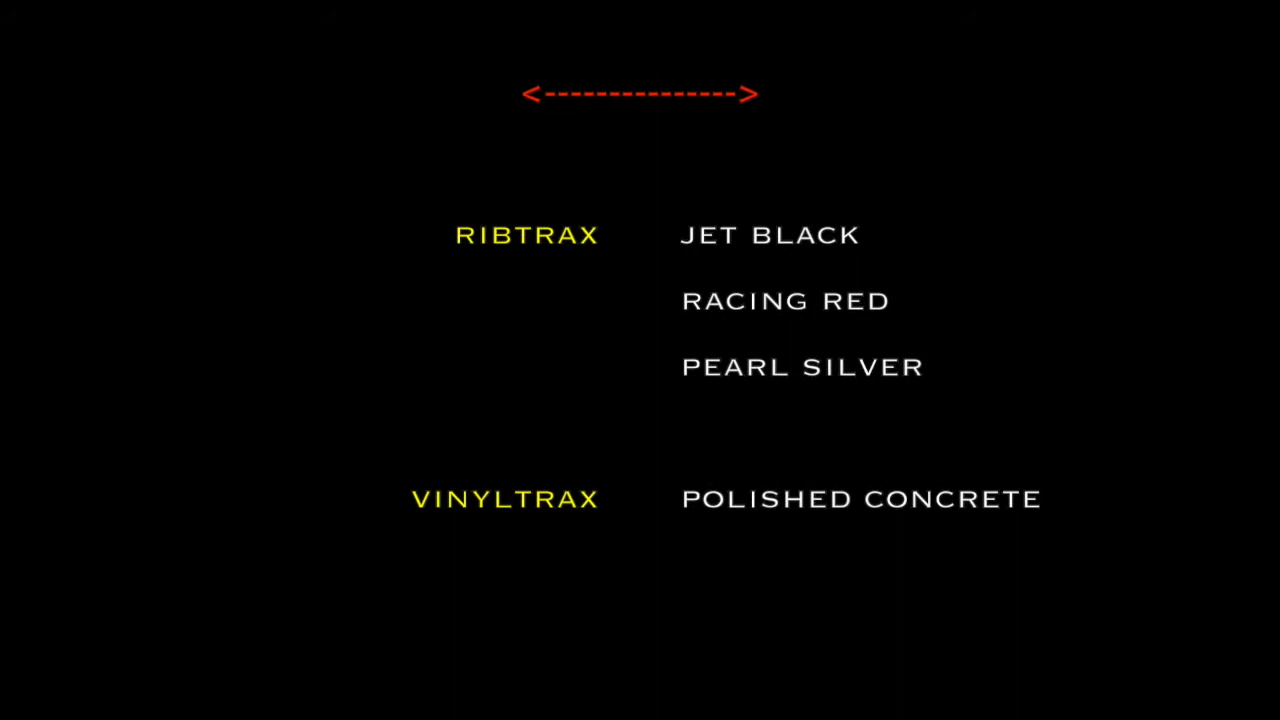 <--------------->
RIBTRAX JET BLACK
RACING RED
PEARL SILVER
VINYLTRAX POLISHED CONCRETE